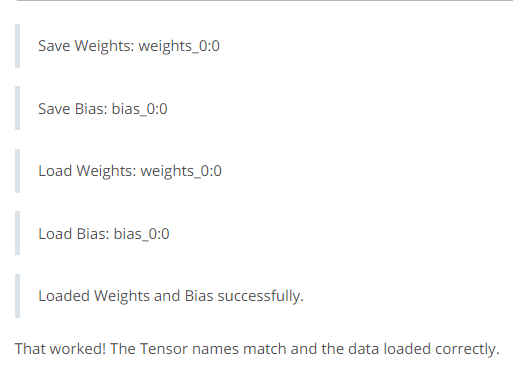 Save Weights: weights_0:0
Save Bias: bias_0:0
Load Weights: weights_0:0
Load Bias: bias_0:0
Loaded Weights and Bias successfully.
That worked! The Tensor names match and the data loaded correctly.